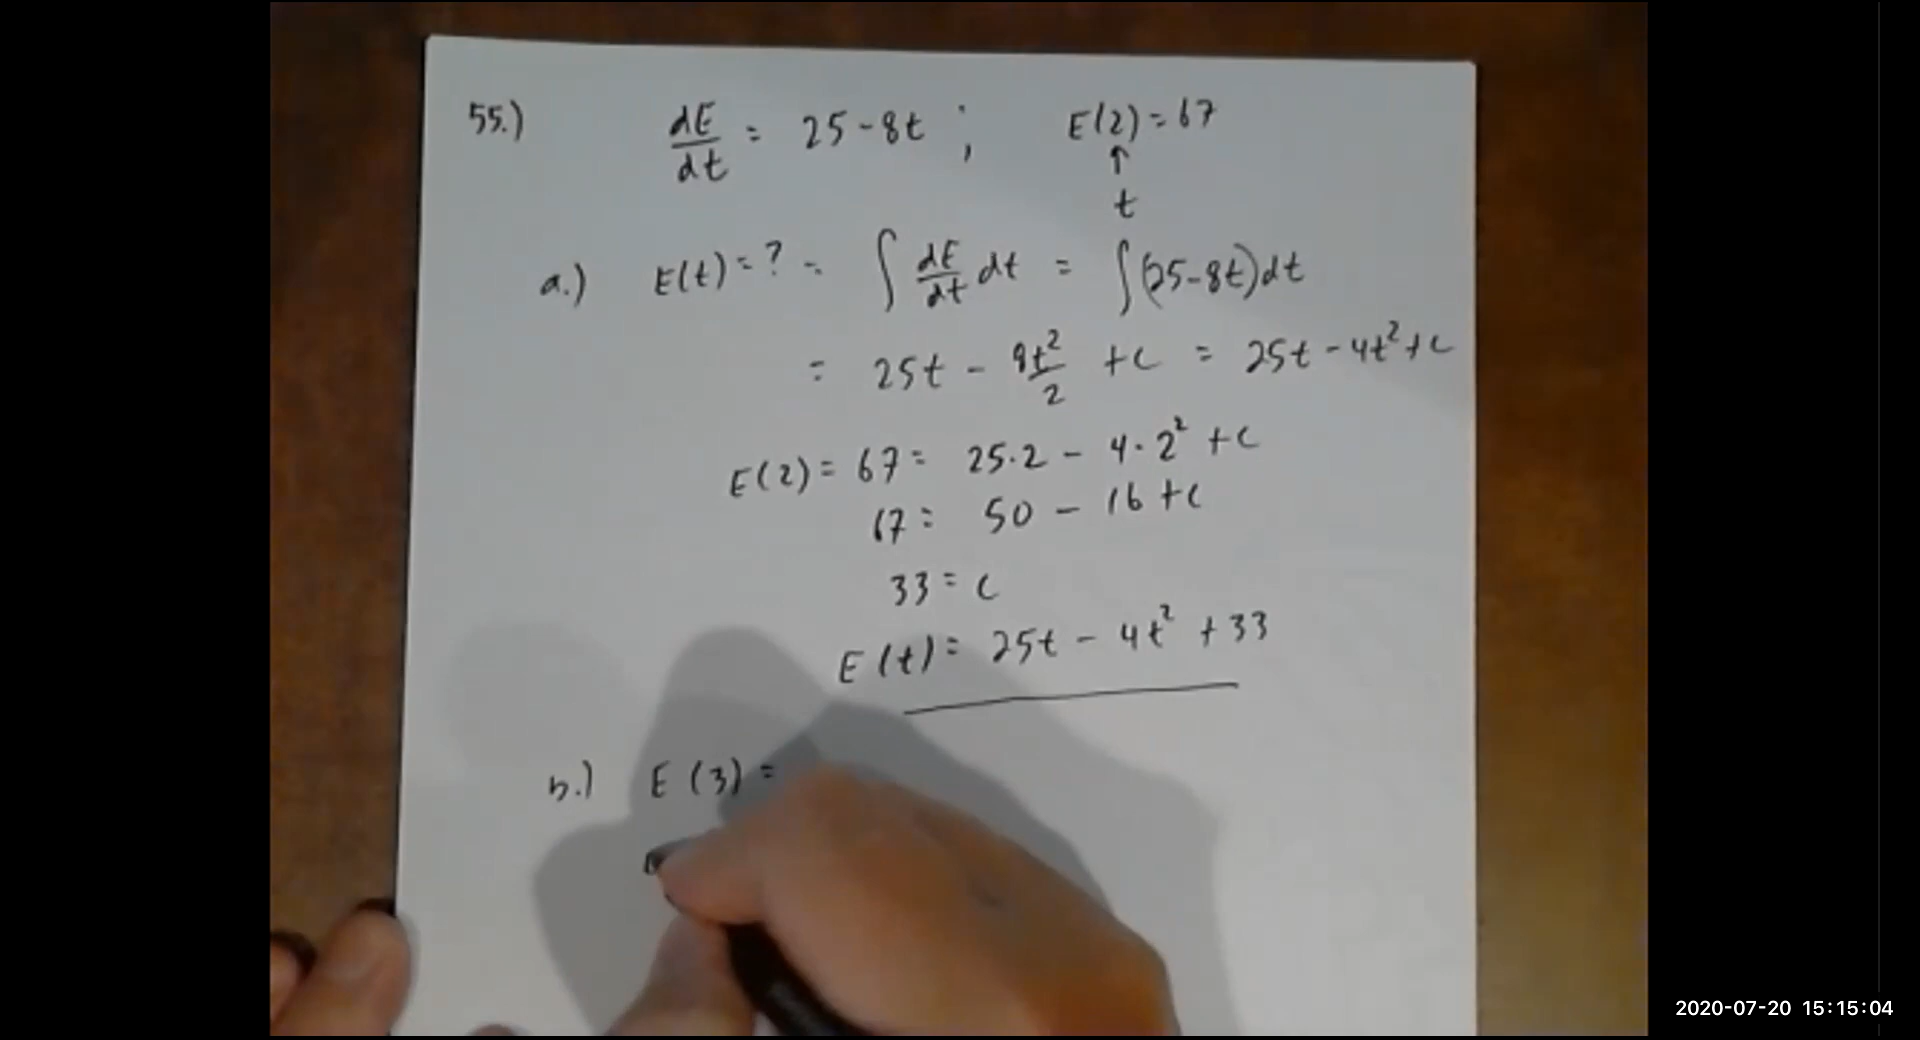 55.) dE/dt = 25-8t ; E(2)=67
↑
t
a.) E(t)=? = ∫ dE/dt dt = ∫(25-8t)dt
= 25t - 8t²/2 + c = 25t-4t²+c
E(2)= 67= 25·2 - 4·2² +c
67= 50 - 16+c
33= c
E(t)= 25t - 4t² +33
b.) E(3)=
2020-07-20 15:15:04